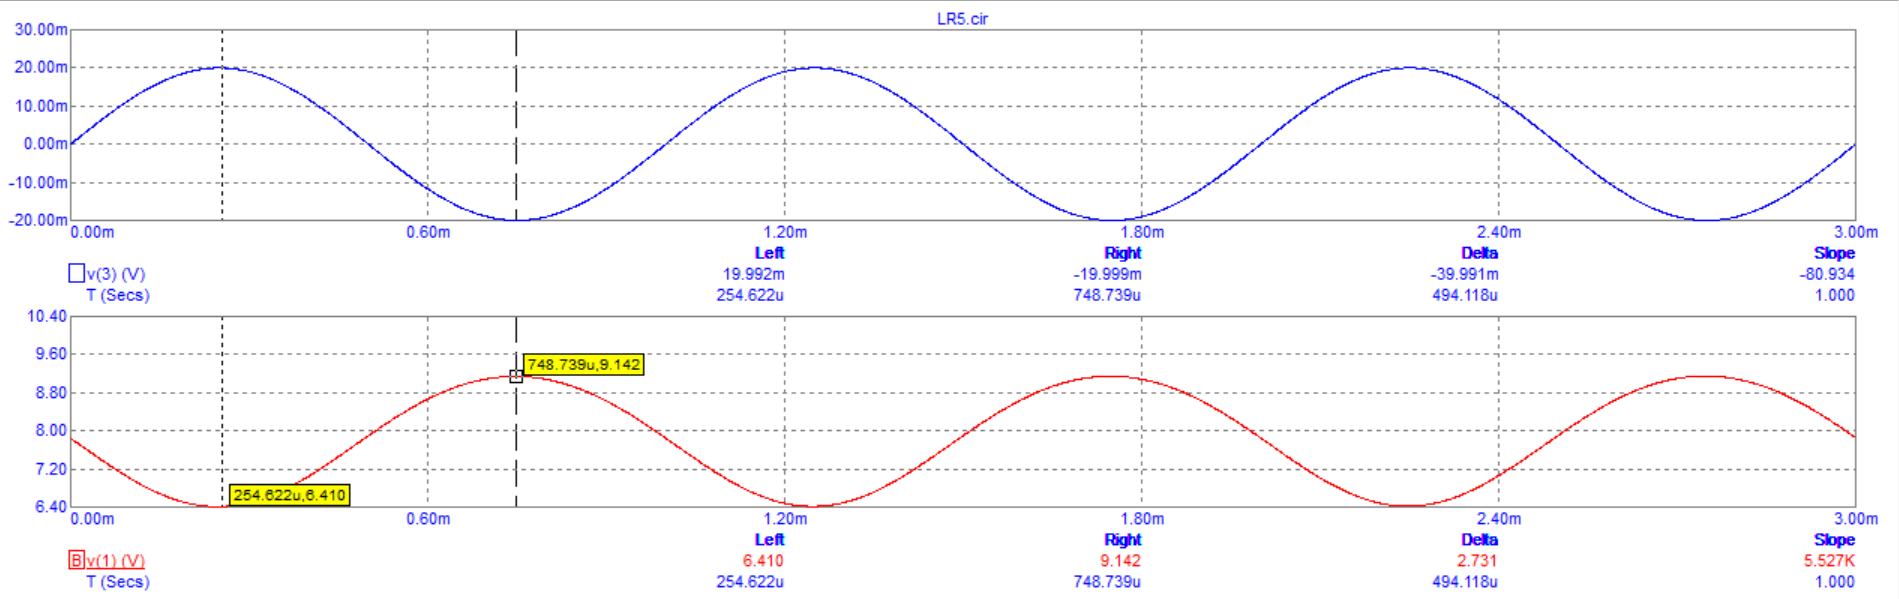 LR5.cir
30.00m
20.00m
10.00m
0.00m
-10.00m
-20.00m
0.00m 0.60m 1.20m 1.80m 2.40m 3.00m
Left Right Delta Slope
v(3) (V) 19.992m -19.999m -39.991m -80.934
T (Secs) 254.622u 748.739u 494.118u 1.000
10.40
9.60
748.739u,9.142
8.80
8.00
7.20
254.622u,6.410
6.40
0.00m 0.60m 1.20m 1.80m 2.40m 3.00m
Left Right Delta Slope
B v(1) (V) 6.410 9.142 2.731 5.527K
T (Secs) 254.622u 748.739u 494.118u 1.000